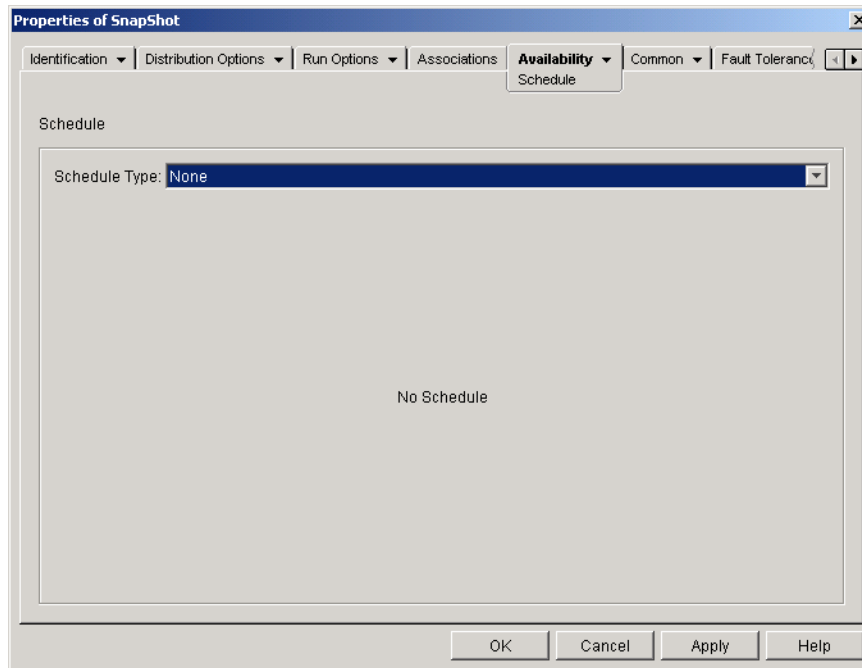 Properties of SnapShot
Identification Distribution Options Run Options Associations Availability Common Fault Tolerance
Schedule
Schedule
Schedule Type: None
No Schedule
OK Cancel Apply Help